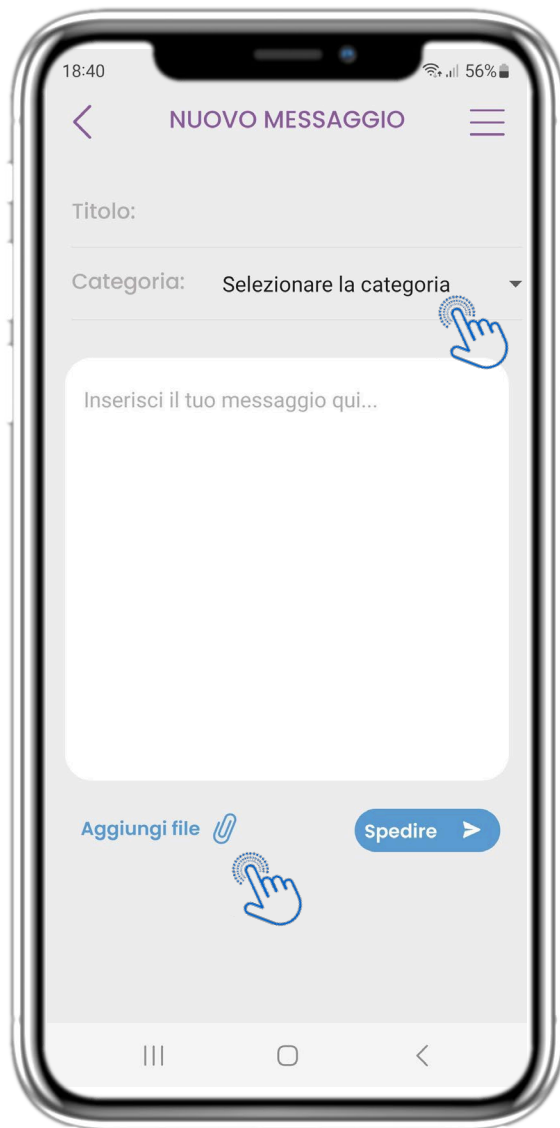 18:40
56%
NUOVO MESSAGGIO
Titolo:
Categoria: Selezionare la categoria
Inserisci il tuo messaggio qui...
Aggiungi file
Spedire